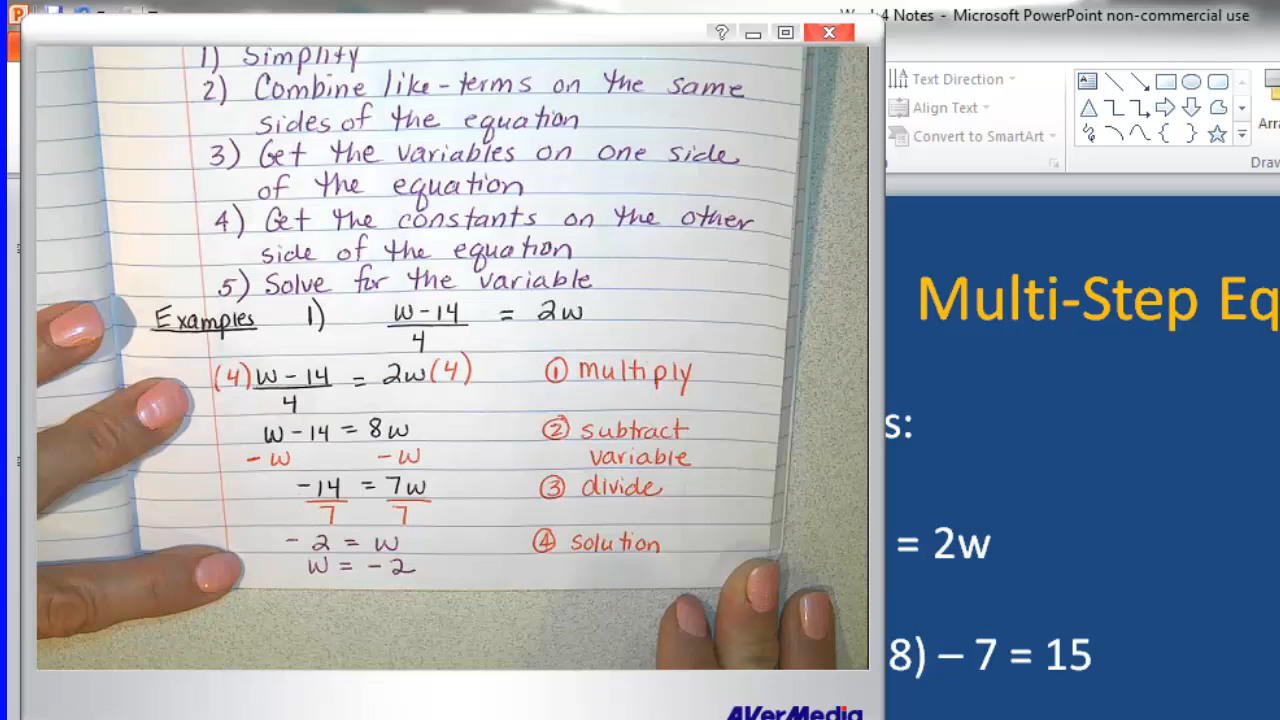 k 4 Notes - Microsoft PowerPoint non-commercial use
Text Direction
Align Text
Convert to SmartArt
1) Simplify
2) Combine like-terms on the same
sides of the equation
3) Get the variables on one side
of the equation
4) Get the constants on the other
side of the equation
5) Solve for the variable
Examples 1) w - 14 / 4 = 2w
(4) w - 14 / 4 = 2w (4) ① multiply
w - 14 = 8w ② subtract
- w - w variable
-14 = 7w ③ divide
7 7
- 2 = w ④ solution
w = - 2
Multi-Step Eq
s:
= 2w
8) – 7 = 15
AVerMedia